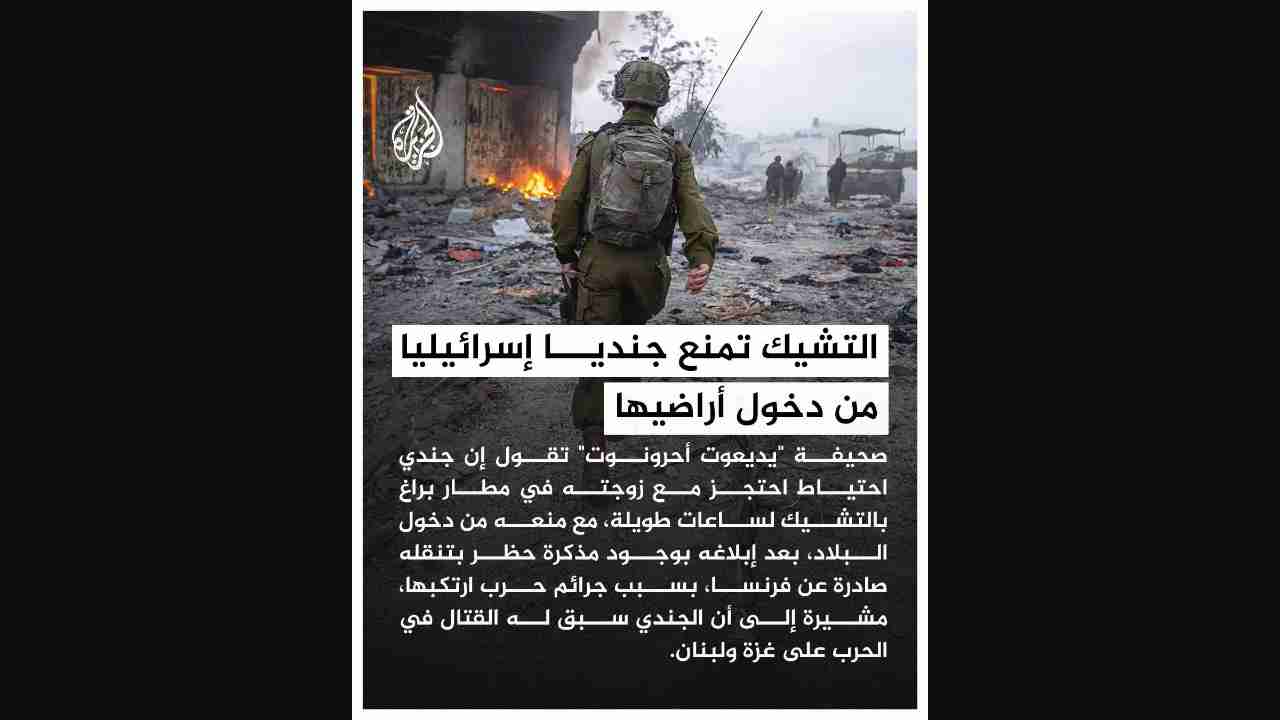 الجزيرة
التشيك تمنع جنديا إسرائيليا
من دخول أراضيها
صحيفة "يديعوت أحرونوت" تقول إن جندي
احتياط احتجز مع زوجته في مطار براغ
بالتشيك لساعات طويلة، مع منعه من دخول
البلاد، بعد إبلاغه بوجود مذكرة حظر بتنقله
صادرة عن فرنسا، بسبب جرائم حرب ارتكبها،
مشيرة إلى أن الجندي سبق له القتال في
الحرب على غزة ولبنان.